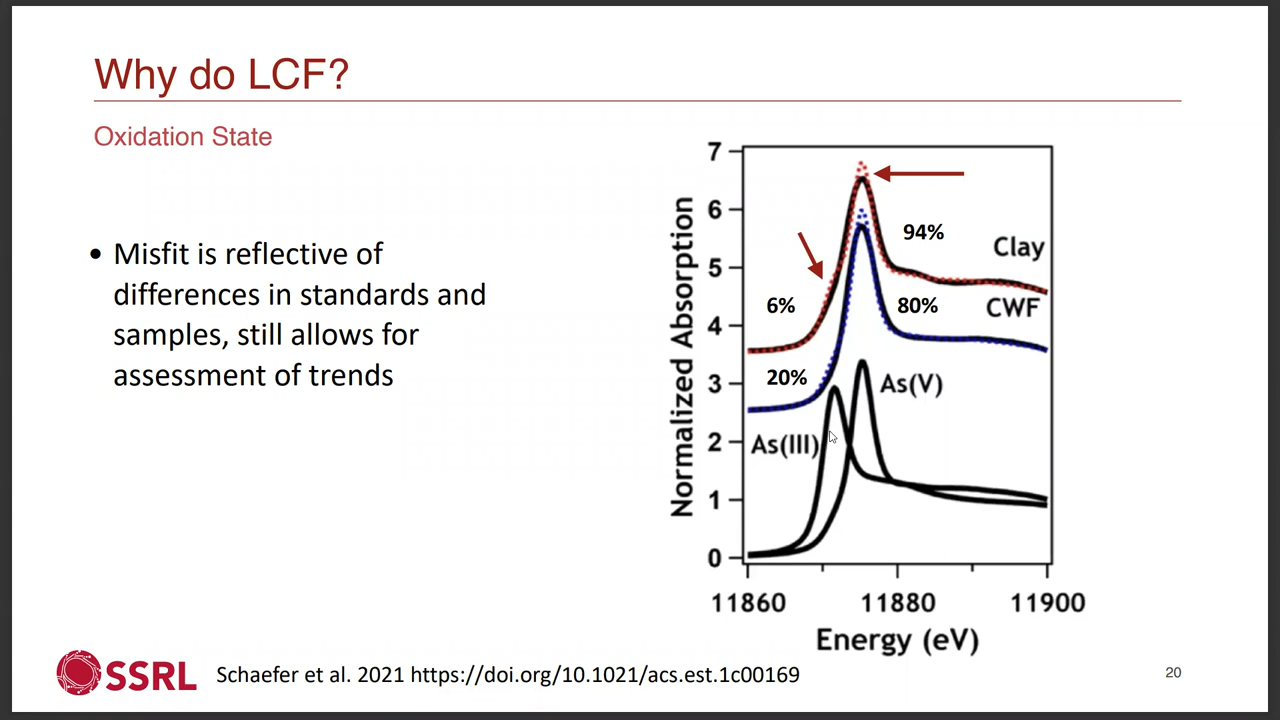 Why do LCF?
Oxidation State
• Misfit is reflective of
differences in standards and
samples, still allows for
assessment of trends
Normalized Absorption
7
6
5
4
3
2
1
0
94%
Clay
6%
80%
CWF
20%
As(V)
As(III)
11860
11880
11900
Energy (eV)
SSRL
Schaefer et al. 2021 https://doi.org/10.1021/acs.est.1c00169
20